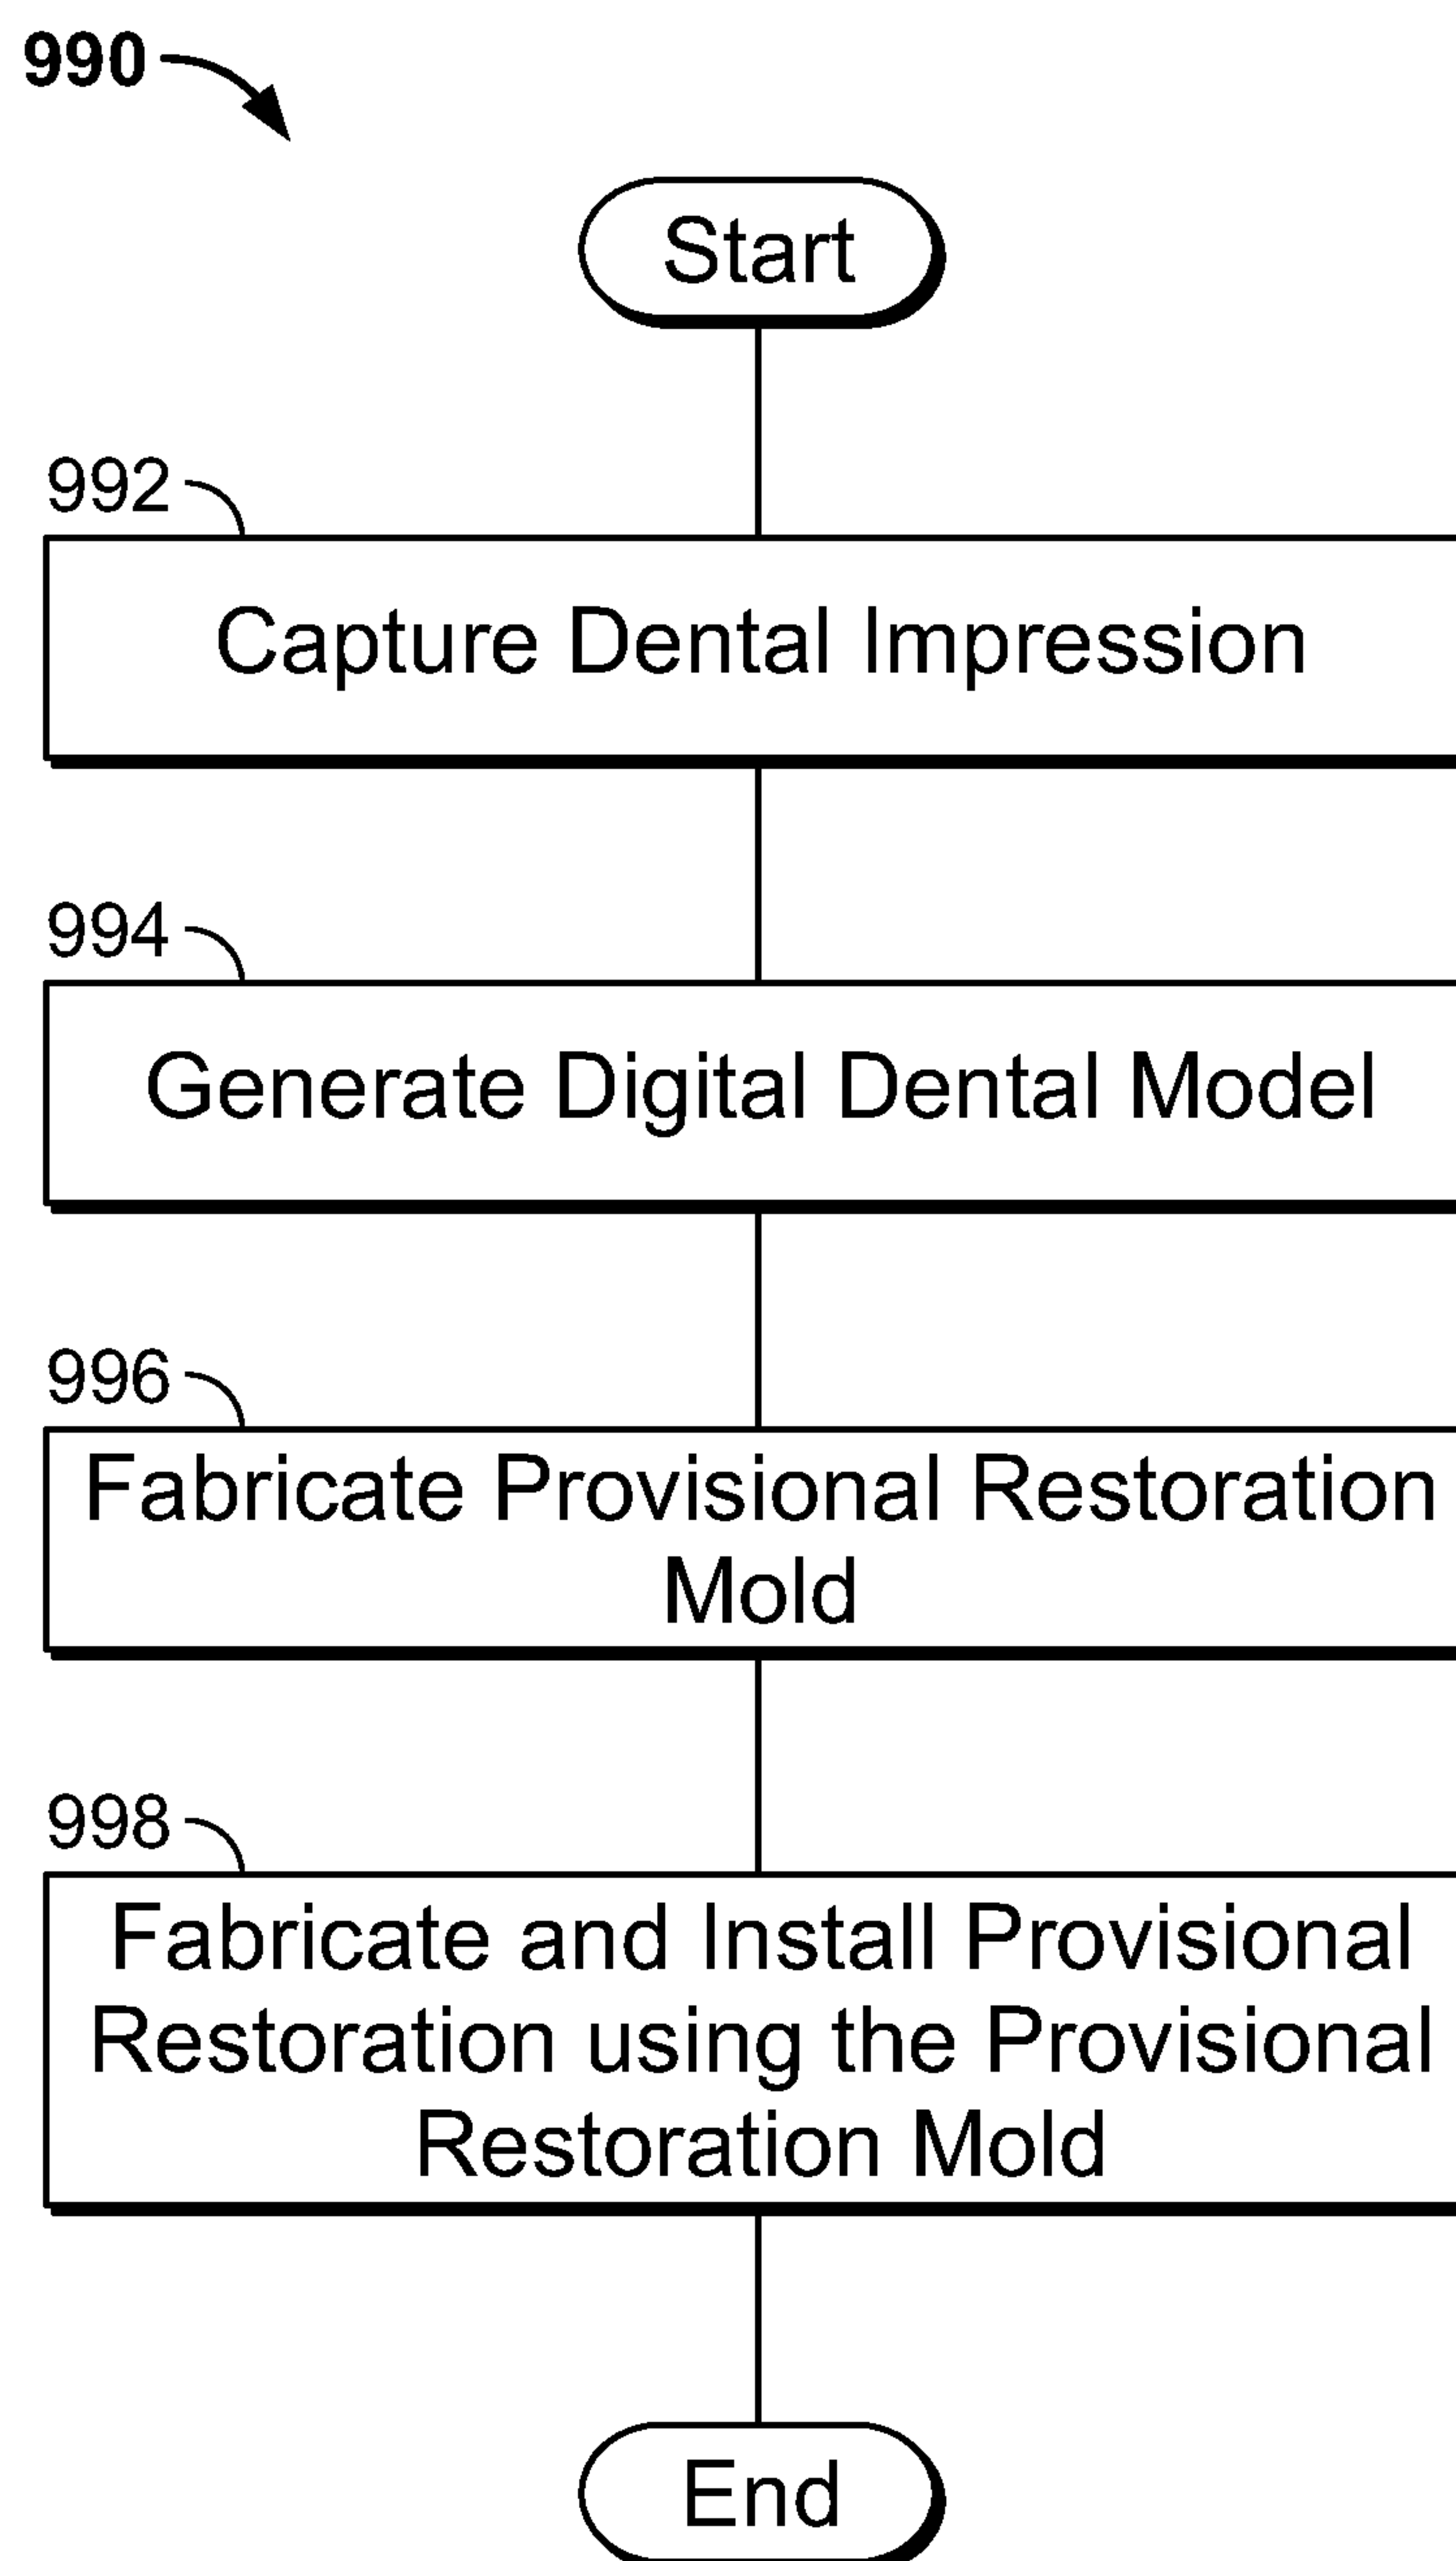 990
Start
992
Capture Dental Impression
994
Generate Digital Dental Model
996
Fabricate Provisional Restoration
Mold
998
Fabricate and Install Provisional
Restoration using the Provisional
Restoration Mold
End